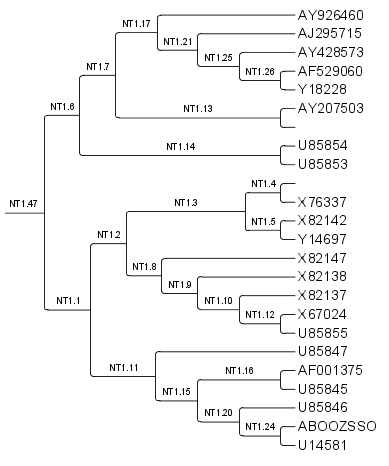 AY926460
NT1.17
AJ295715
NT1.21
AY428573
NT1.25
NT1.7
AF529060
NT1.26
Y18228
NT1.6
AY207503
NT1.13
U85854
NT1.14
U85853
NT1.4
X76337
NT1.3
NT1.47
X82142
NT1.5
Y14697
NT1.2
X82147
NT1.8
X82138
NT1.9
X82137
NT1.10
NT1.1
X67024
NT1.12
U85855
U85847
NT1.11
AF001375
NT1.16
U85845
NT1.15
U85846
NT1.20
ABOOZSSO
NT1.24
U14581